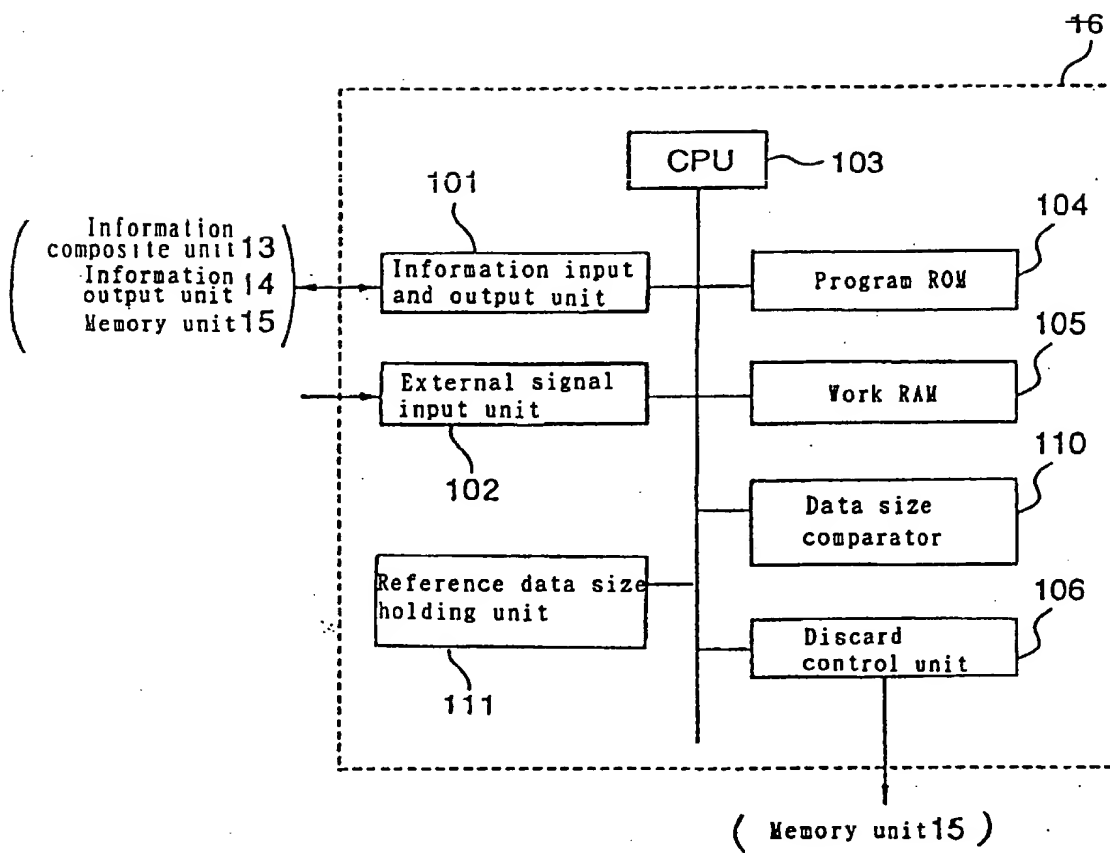 16
CPU
103
101
104
Information
composite unit 13
Information
output unit 14
Memory unit 15
Information input
and output unit
Program ROM
105
External signal
input unit
Work RAM
102
110
Data size
comparator
Reference data size
holding unit
106
Discard
control unit
111
( Memory unit 15 )